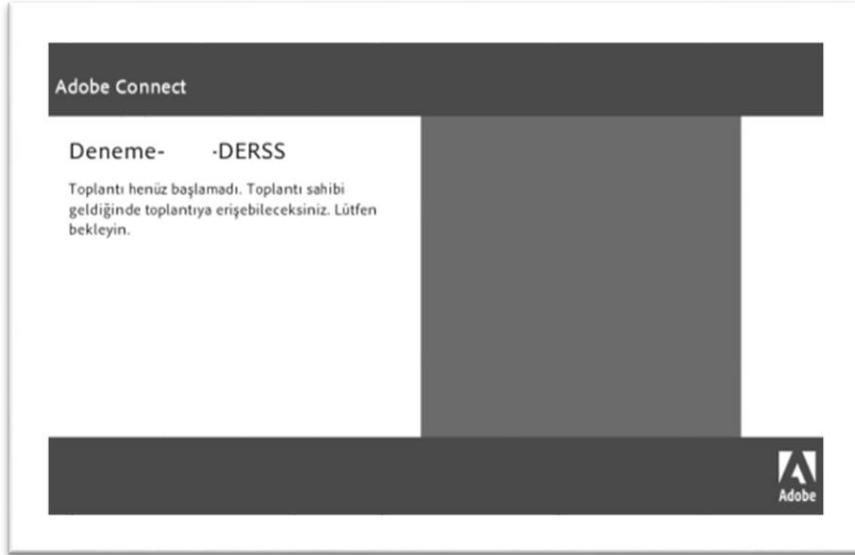 Adobe Connect
Deneme- -DERSS
Toplantı henüz başlamadı. Toplantı sahibi
geldiğinde toplantıya erişebileceksiniz. Lütfen
bekleyin.
Adobe